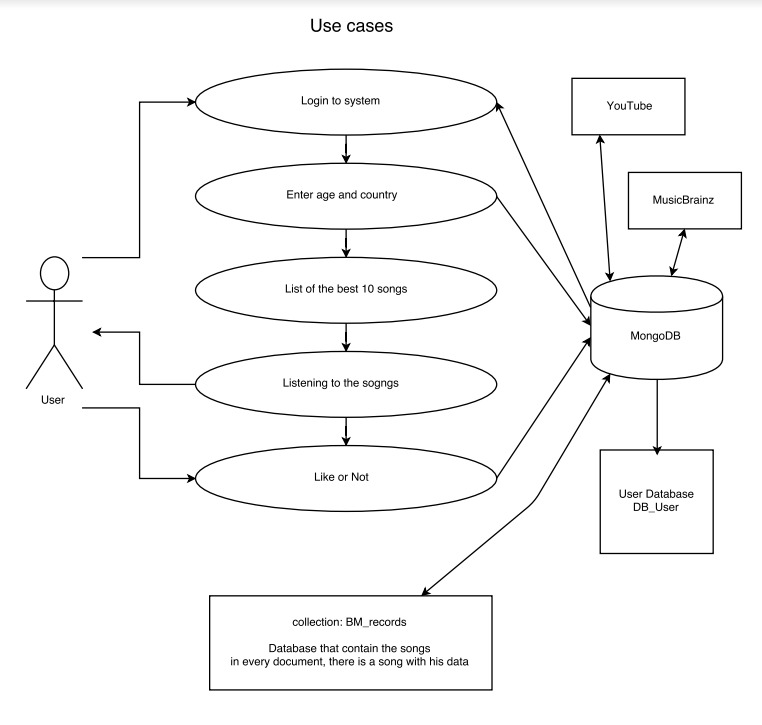 Use cases
Login to system
YouTube
Enter age and country
MusicBrainz
List of the best 10 songs
MongoDB
Listening to the sogngs
User
Like or Not
User Database
DB_User
collection: BM_records
Database that contain the songs
in every document, there is a song with his data